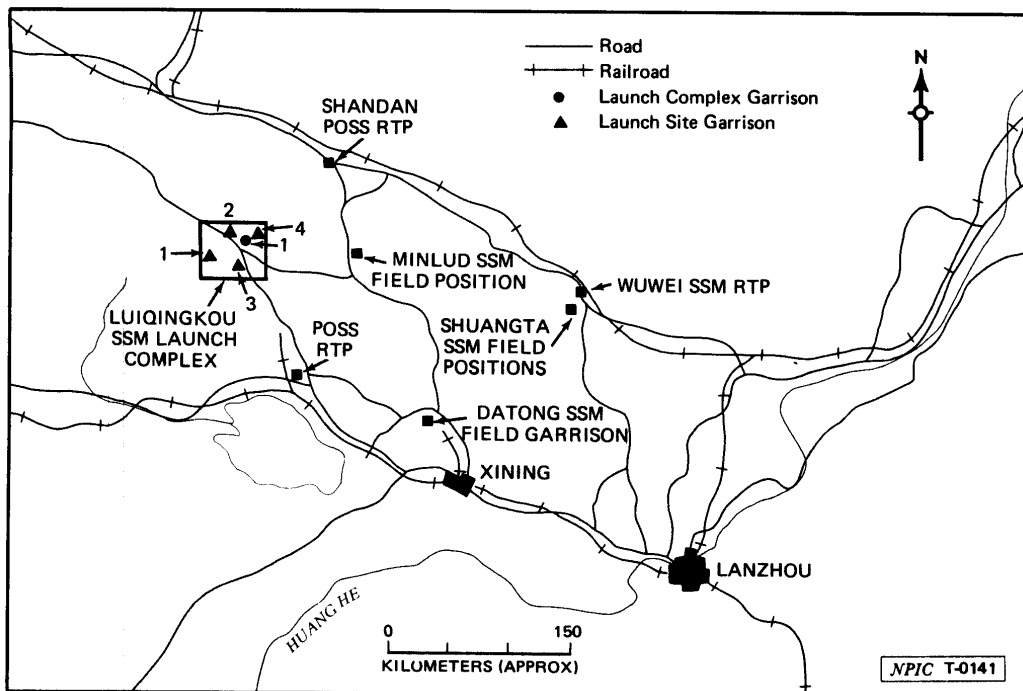 Road
Railroad
Launch Complex Garrison
Launch Site Garrison
N
SHANDAN
POSS RTP
2
4
1
1
3
MINLUD SSM
FIELD POSITION
WUWEI SSM RTP
LUIQINGKOU
SSM LAUNCH
COMPLEX
POSS
RTP
SHUANGTA
SSM FIELD
POSITIONS
DATONG SSM
FIELD GARRISON
XINING
LANZHOU
HUANG HE
0 150
KILOMETERS (APPROX)
NPIC T-0141